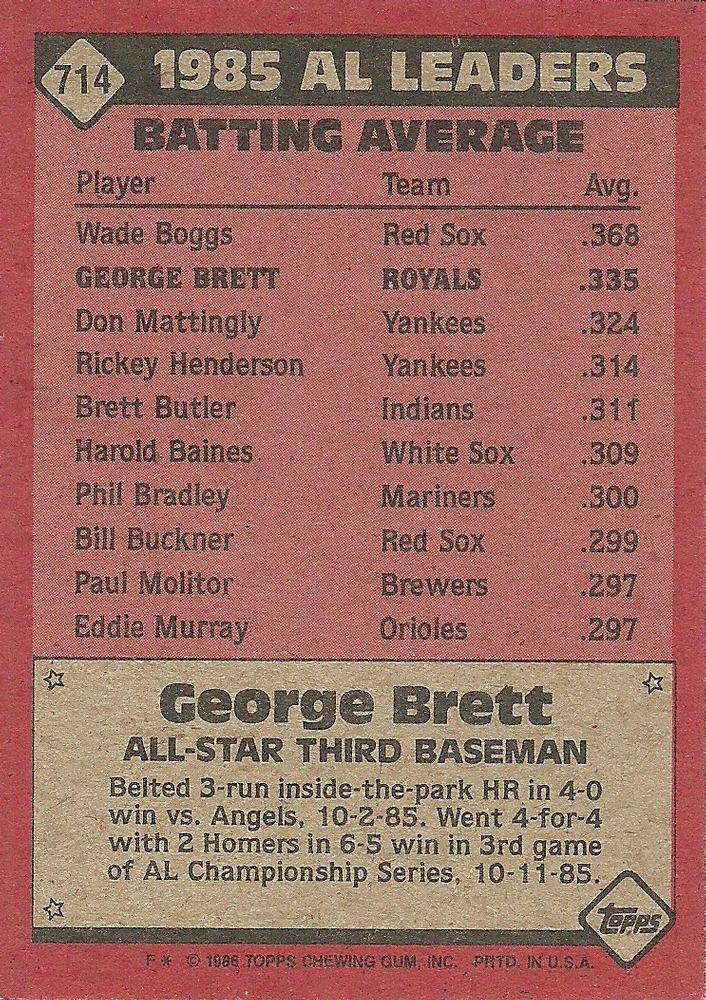 714 1985 AL LEADERS
BATTING AVERAGE
Player Team Avg.
Wade Boggs Red Sox .368
GEORGE BRETT ROYALS .335
Don Mattingly Yankees .324
Rickey Henderson Yankees .314
Brett Butler Indians .311
Harold Baines White Sox .309
Phil Bradley Mariners .300
Bill Buckner Red Sox .299
Paul Molitor Brewers .297
Eddie Murray Orioles .297
George Brett
ALL-STAR THIRD BASEMAN
Belted 3-run inside-the-park HR in 4-0
win vs. Angels, 10-2-85. Went 4-for-4
with 2 Homers in 6-5 win in 3rd game
of AL Championship Series, 10-11-85.
Topps
F* © 1986 TOPPS CHEWING GUM, INC. PRTD. IN U.S.A.